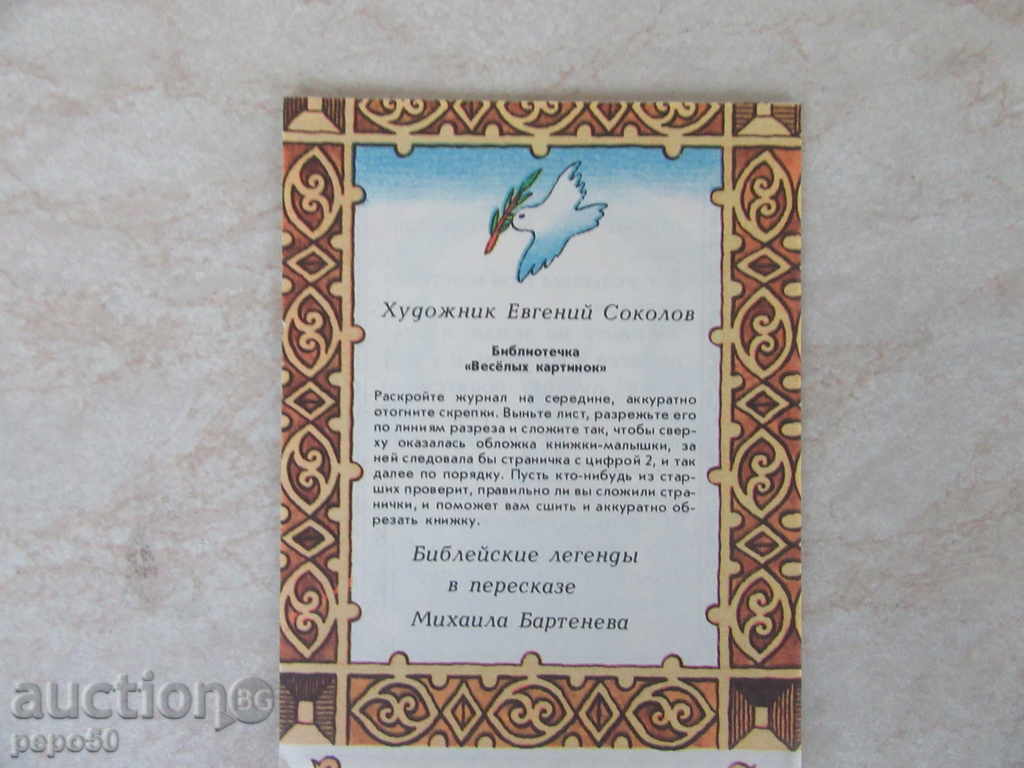 Художник Евгений Соколов
Библиотечка
«Весёлых картинок»
Раскройте журнал на середине, аккуратно
отогните скрепки. Выньте лист, разрежьте его
по линиям разреза и сложите так, чтобы свер-
ху оказалась обложка книжки-малышки, за
ней следовала бы страничка с цифрой 2, и так
далее по порядку. Пусть кто-нибудь из стар-
ших проверит, правильно ли вы сложили стра-
нички, и поможет вам сшить и аккуратно об-
резать книжку.
Библейские легенды
в пересказе
Михаила Бартенева
auction BG
pepo50